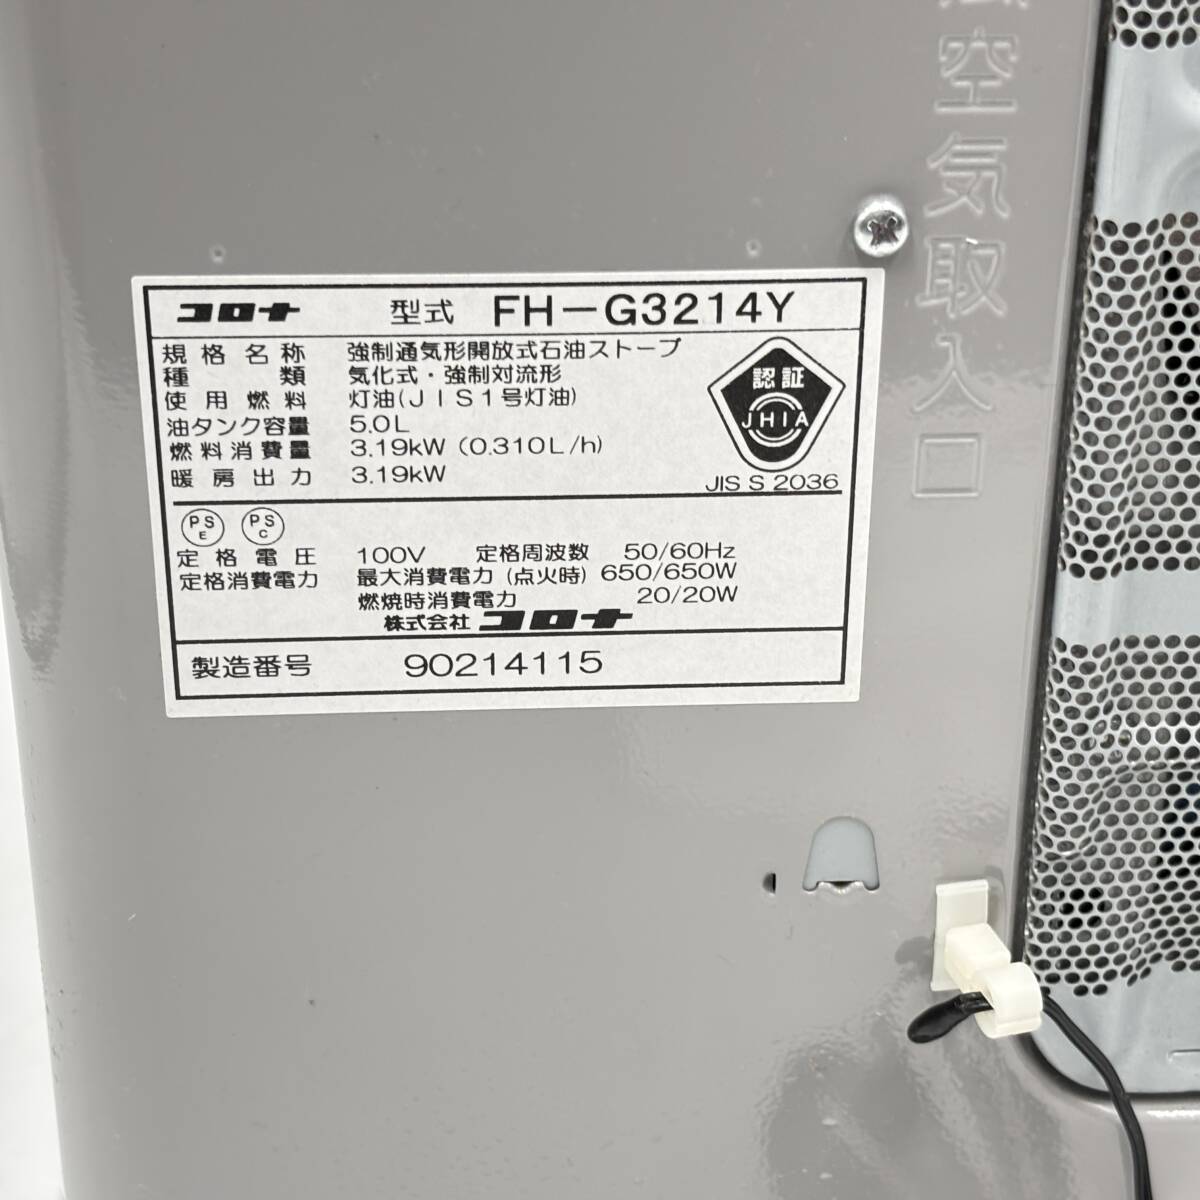 コロナ 型式 FH-G3214Y
規格名称 強制通気形開放式石油ストーブ
種類 気化式・強制対流形
使用燃料 灯油(JIS1号灯油)
油タンク容量 5.0L
燃料消費量 3.19kW (0.310L/h)
暖房出力 3.19kW
認証
JHIA
JIS S 2036
PS E PS C
定格電圧 100V 定格周波数 50/60Hz
定格消費電力 最大消費電力 (点火時) 650/650W
燃焼時消費電力 20/20W
株式会社 コロナ
製造番号 90214115
空気取入口